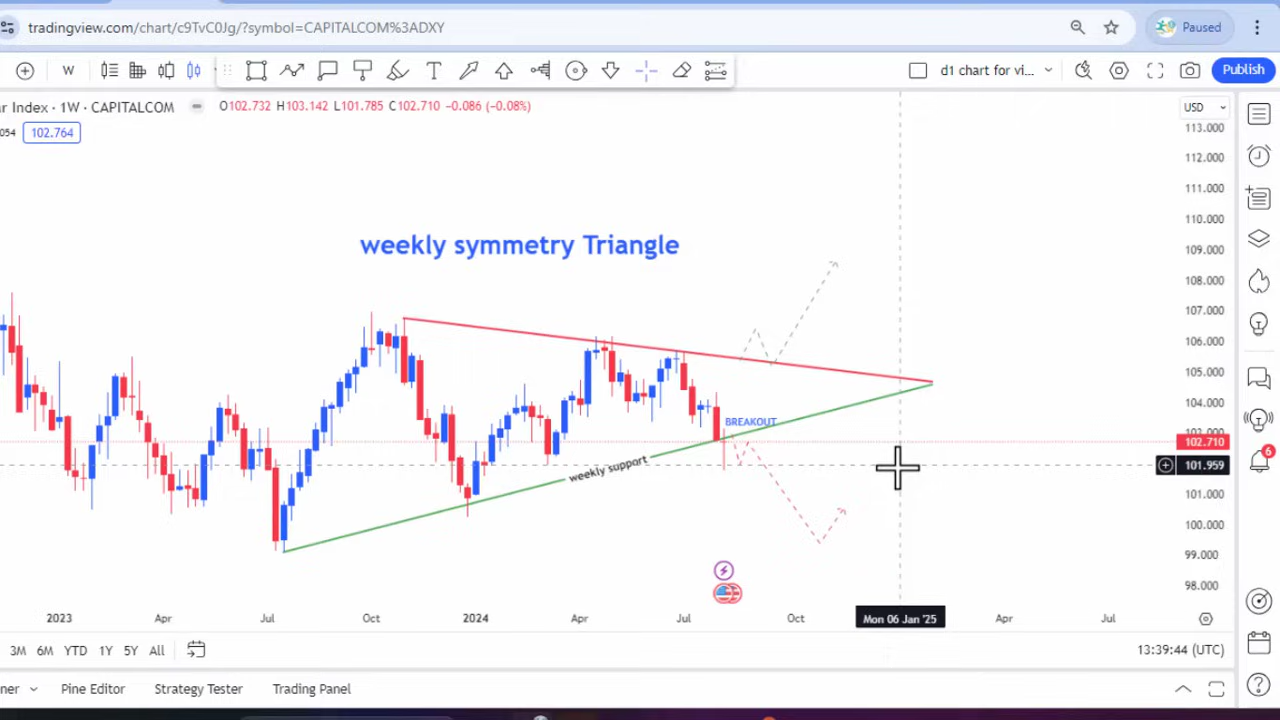 tradingview.com/chart/c9TvC0Jg/?symbol=CAPITALCOM%3ADXY
Paused
W
T
d1 chart for vi...
Publish
ar Index · 1W · CAPITALCOM
O102.732 H103.142 L101.785 C102.710 −0.086 (−0.08%)
USD
054
102.764
113.000
112.000
111.000
110.000
109.000
108.000
107.000
106.000
105.000
104.000
103.000
102.710
101.959
101.000
100.000
99.000
98.000
weekly symmetry Triangle
BREAKOUT
weekly support
6
2023
Apr
Jul
Oct
2024
Apr
Jul
Oct
Mon 06 Jan '25
Apr
Jul
3M 6M YTD 1Y 5Y All
13:39:44 (UTC)
ner
Pine Editor
Strategy Tester
Trading Panel